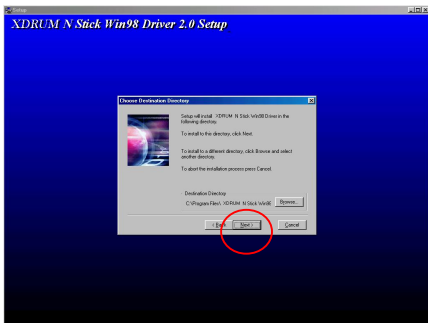 Setup
XDRUM N Stick Win98 Driver 2.0 Setup
Choose Destination Directory
Setup will install XDRUM N Stick Win98 Driver in the
following directory.
To install to this directory, click Next.
To install to a different directory, click Browse and select
another directory.
To abort the installation process press Cancel.
Destination Directory
C:\Program Files\ XDRUM N Stick Win98
Browse...
< Back
Next >
Cancel